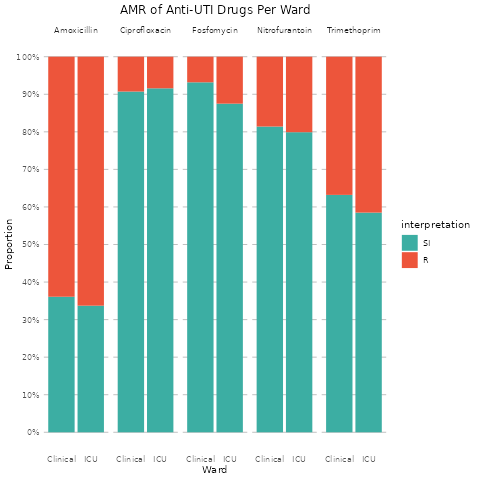 AMR of Anti-UTI Drugs Per Ward
Amoxicillin Ciprofloxacin Fosfomycin Nitrofurantoin Trimethoprim
100%
90%
80%
70%
60%
50%
40%
30%
20%
10%
0%
Proportion
interpretation
SI
R
Clinical ICU Clinical ICU Clinical ICU Clinical ICU Clinical ICU
Ward